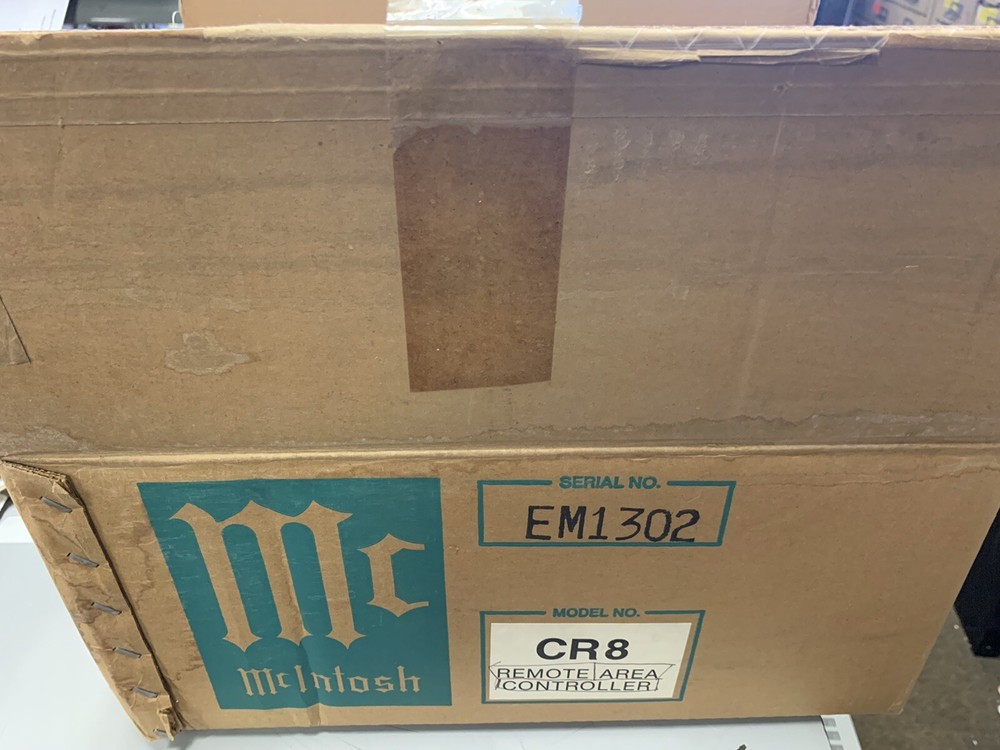 Mc
McIntosh
SERIAL NO.
EM1302
MODEL NO.
CR8
REMOTE AREA
CONTROLLER